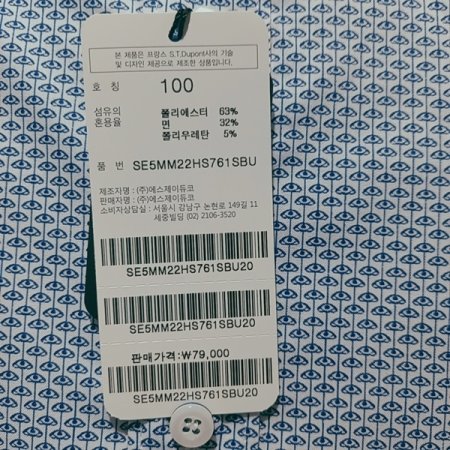 본 제품은 프랑스 S.T.Dupont사의 기술
및 디자인 제공으로 제조한 상품입니다.
호 칭 100
섬유의 폴리에스터 63%
혼용율 면 32%
폴리우레탄 5%
품 번 SE5MM22HS761SBU
제조자명 : (주)에스제이듀코
판매자명 : (주)에스제이듀코
소비자상담실 : 서울시 강남구 논현로 149길 11
세중빌딩 (02) 2106-3520
SE5MM22HS761SBU20
SE5MM22HS761SBU20
판매가격:₩79,000
SE5MM22HS761SBU20